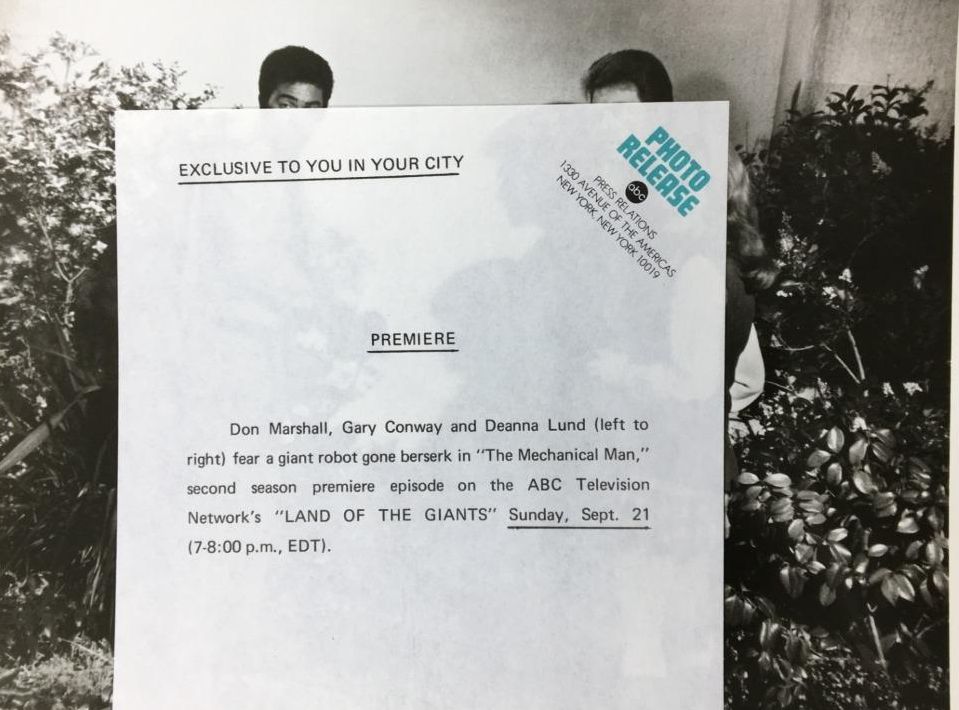 EXCLUSIVE TO YOU IN YOUR CITY
PHOTO
RELEASE
abc
PRESS RELATIONS
1330 AVENUE OF THE AMERICAS
NEW YORK, NEW YORK 10019
PREMIERE
Don Marshall, Gary Conway and Deanna Lund (left to
right) fear a giant robot gone berserk in "The Mechanical Man,"
second season premiere episode on the ABC Television
Network's "LAND OF THE GIANTS" Sunday, Sept. 21
(7-8:00 p.m., EDT).